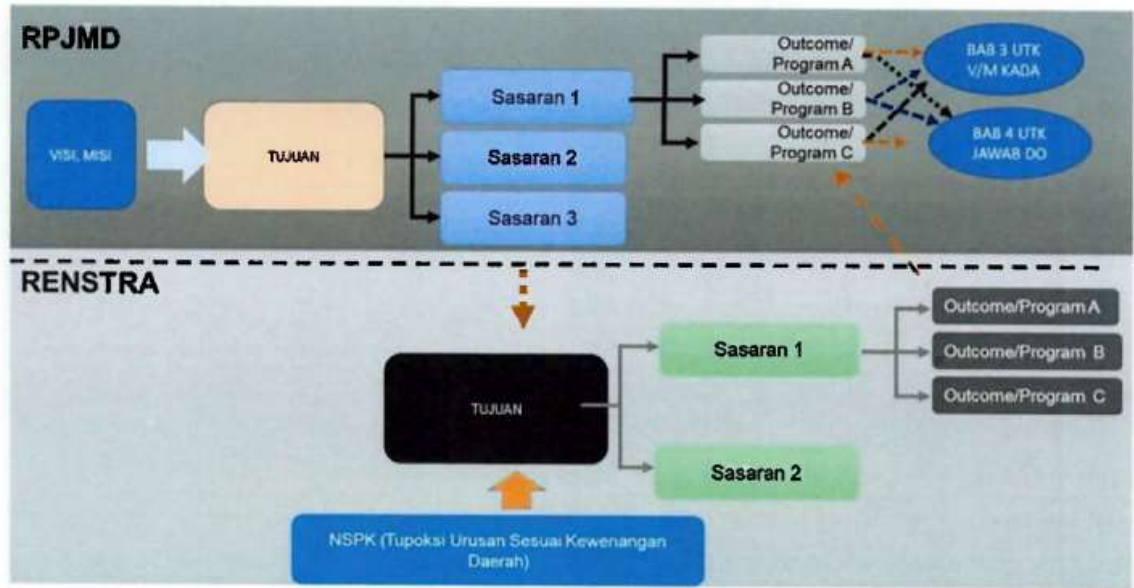 RPJMD
VISI, MISI
TUJUAN
Sasaran 1
Sasaran 2
Sasaran 3
Outcome/
Program A
Outcome/
Program B
Outcome/
Program C
BAB 3 UTK
V/M KADA
BAB 4 UTK
JAWAB DO
RENSTRA
TUJUAN
Sasaran 1
Sasaran 2
Outcome/Program A
Outcome/Program B
Outcome/Program C
NSPK (Tupoksi Urusan Sesuai Kewenangan
Daerah)